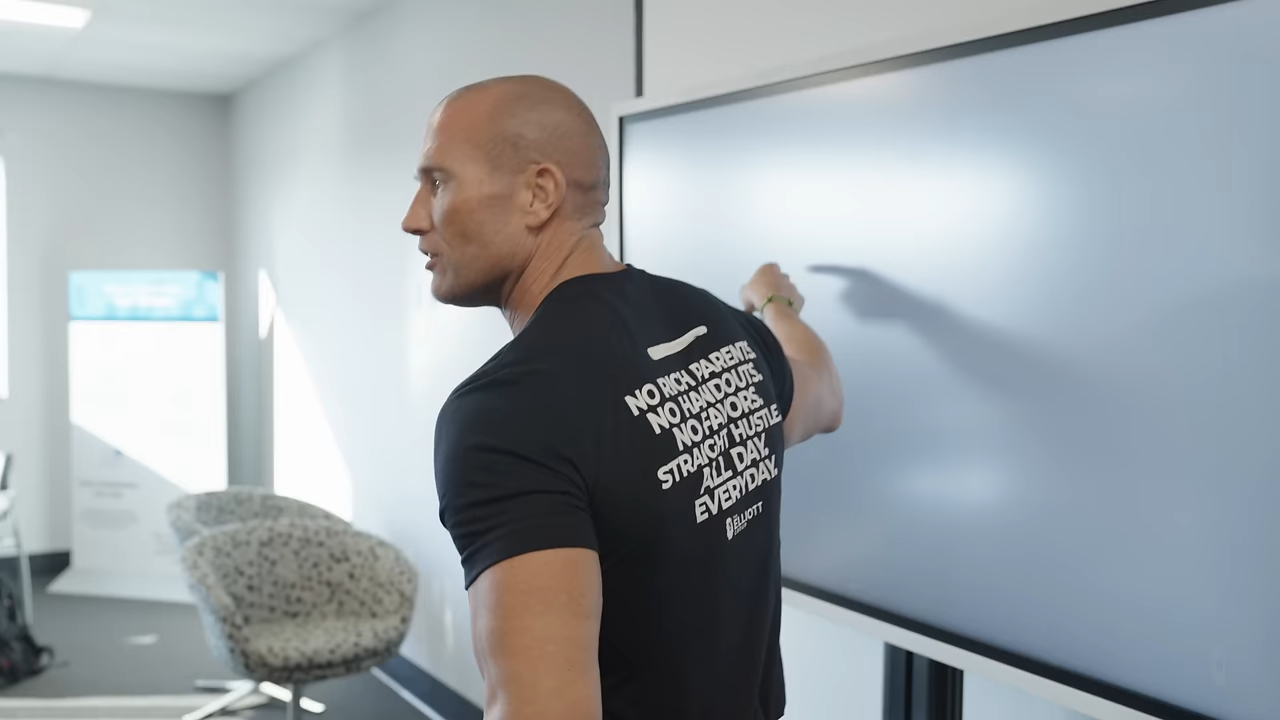 NO RICH PARENTS.
NO HANDOUTS.
NO FAVORS.
STRAIGHT HUSTLE
ALL DAY.
EVERYDAY.
ELLIOTT